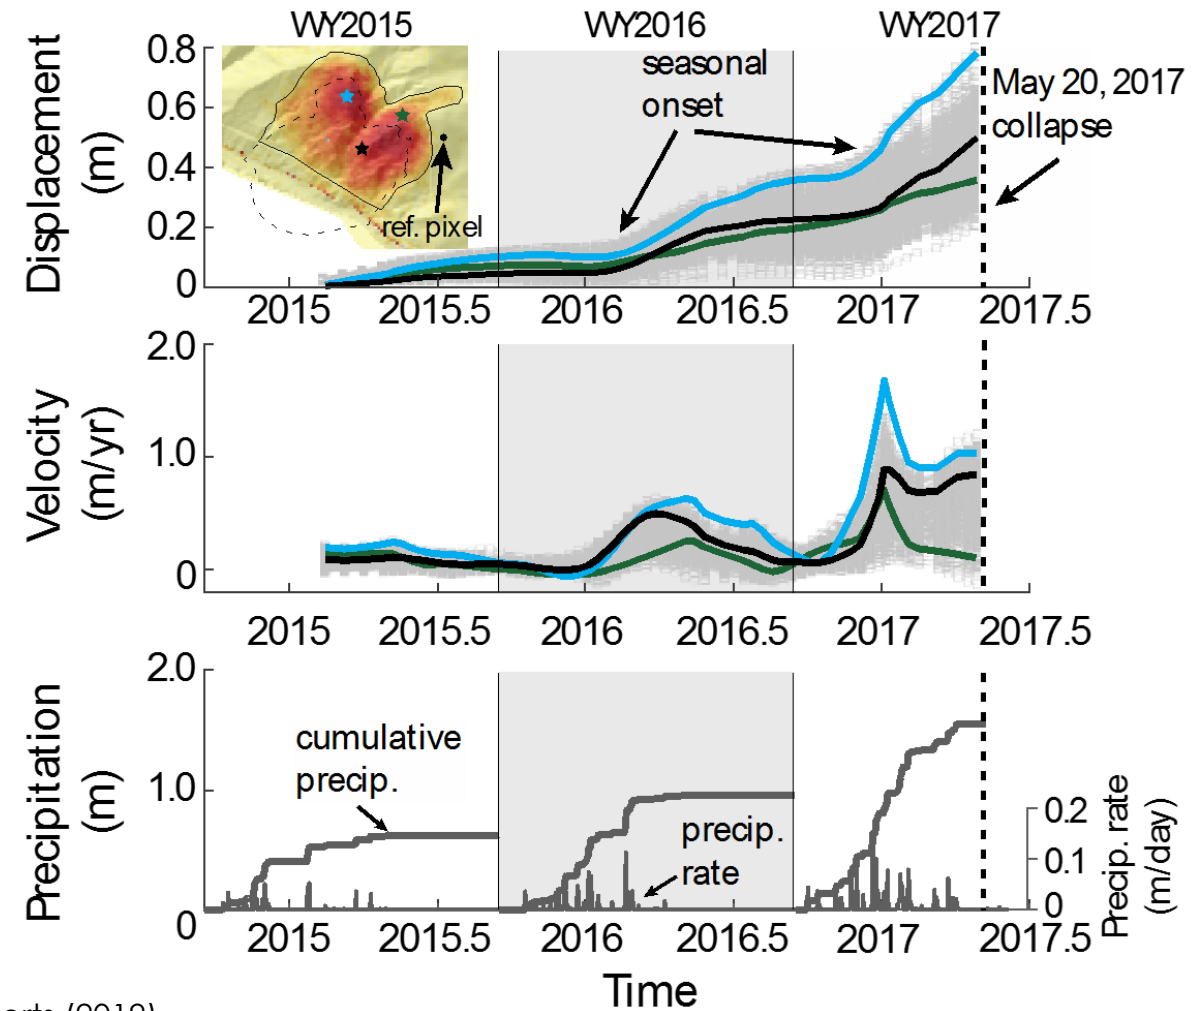 WY2015 WY2016 WY2017
Displacement
(m)
0.8
0.6
0.4
0.2
0
seasonal
onset
May 20, 2017
collapse
ref. pixel
2015 2015.5 2016 2016.5 2017 2017.5
Velocity
(m/yr)
2.0
1.0
0
2015 2015.5 2016 2016.5 2017 2017.5
Precipitation
(m)
2.0
1.0
0
cumulative
precip.
precip.
rate
0.2
0.1
0
Precip. rate
(m/day)
2015 2015.5 2016 2016.5 2017 2017.5
Time